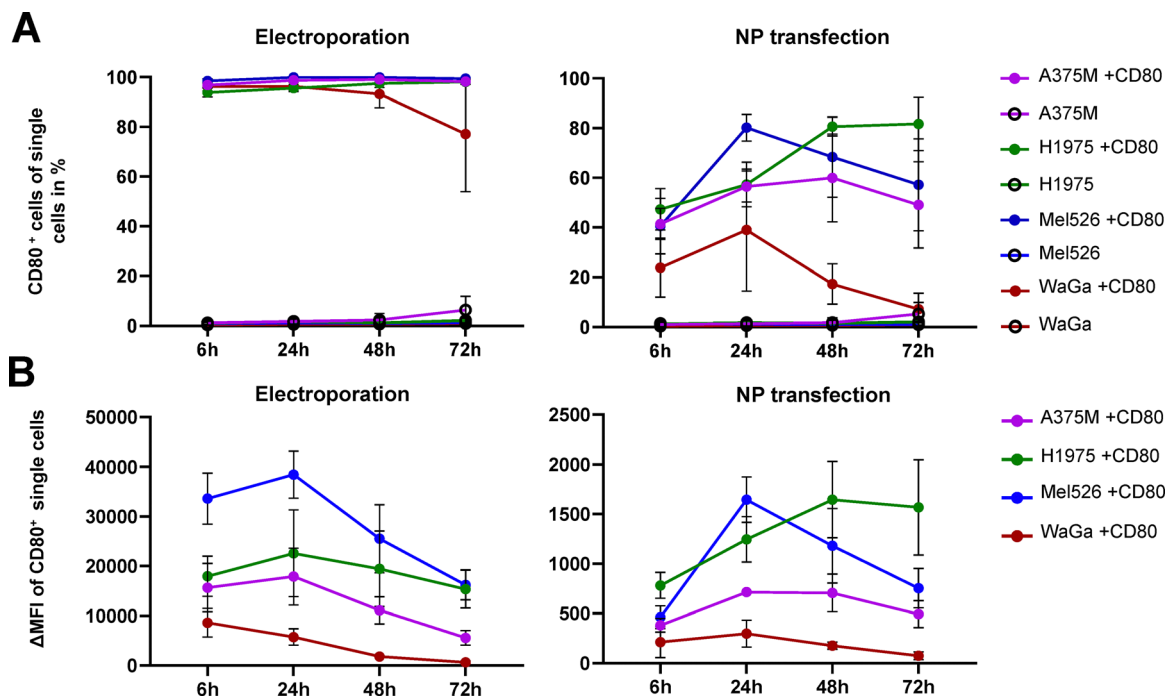 A
Electroporation
NP transfection
CD80⁺ cells of single
cells in %
100
80
60
40
20
0
6h
24h
48h
72h
100
80
60
40
20
0
6h
24h
48h
72h
A375M +CD80
A375M
H1975 +CD80
H1975
Mel526 +CD80
Mel526
WaGa +CD80
WaGa
B
Electroporation
NP transfection
ΔMFI of CD80⁺ single cells
50000
40000
30000
20000
10000
0
6h
24h
48h
72h
2500
2000
1500
1000
500
0
6h
24h
48h
72h
A375M +CD80
H1975 +CD80
Mel526 +CD80
WaGa +CD80